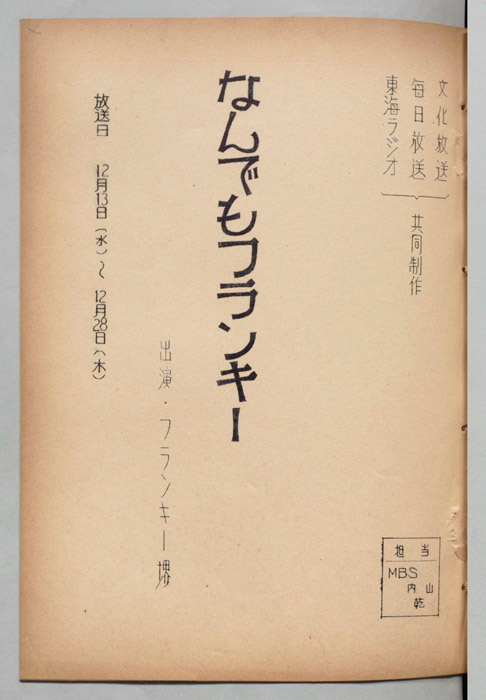 文化放送
毎日放送
東海ラジオ
共同制作
なんでもフランキー
出演・フランキー堺
放送日 12月13日(水)〜12月28日(木)
担当
MBS
内山
乾